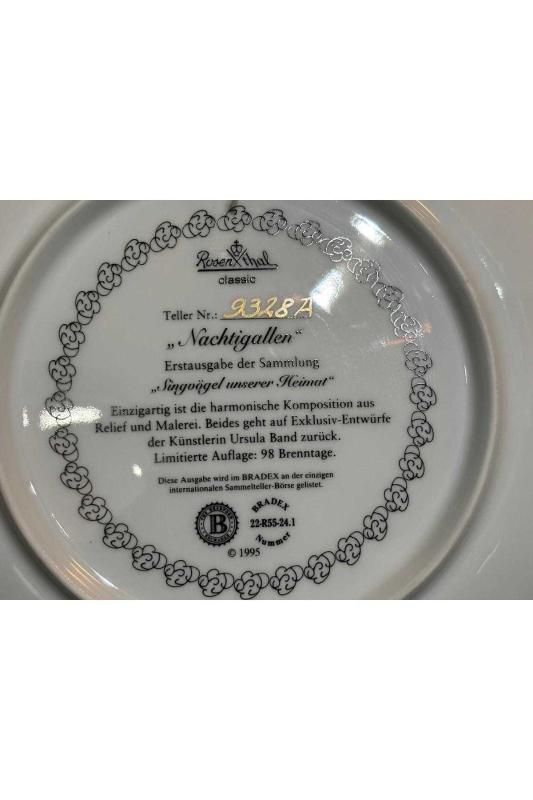 Rosenthal
classic
Teller Nr.: 9328A
„Nachtigallen“
Erstausgabe der Sammlung
„Singvögel unserer Heimat“
Einzigartig ist die harmonische Komposition aus
Relief und Malerei. Beides geht auf Exklusiv-Entwürfe
der Künstlerin Ursula Band zurück.
Limitierte Auflage: 98 Brenntage.
Diese Ausgabe wird im BRADEX an der einzigen
internationalen Sammelteller-Börse gelistet.
B
BRADEX
22-R55-24.1
Nummer
© 1995